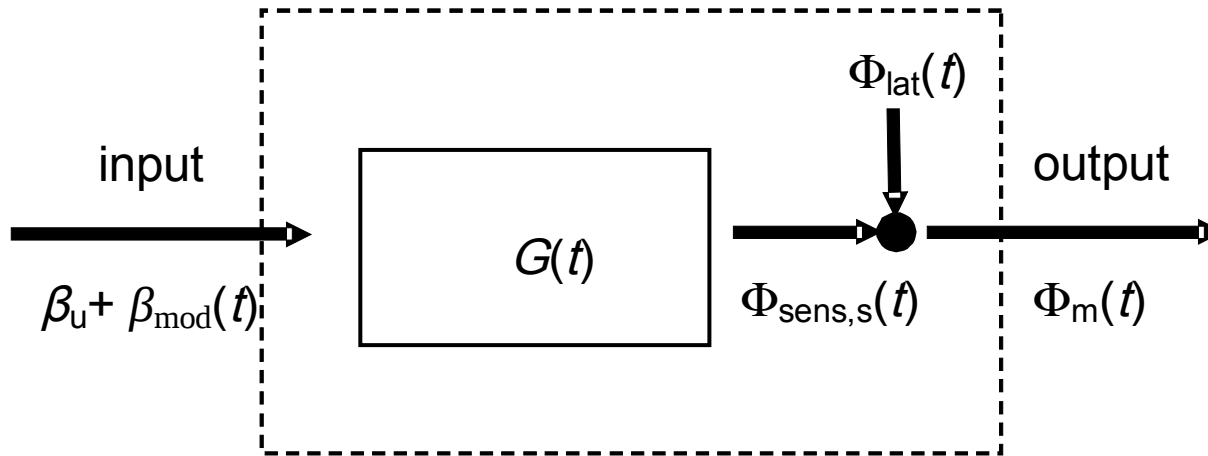 Φlat(t)
input
output
G(t)
βu+ βmod(t)
Φsens,s(t)
Φm(t)